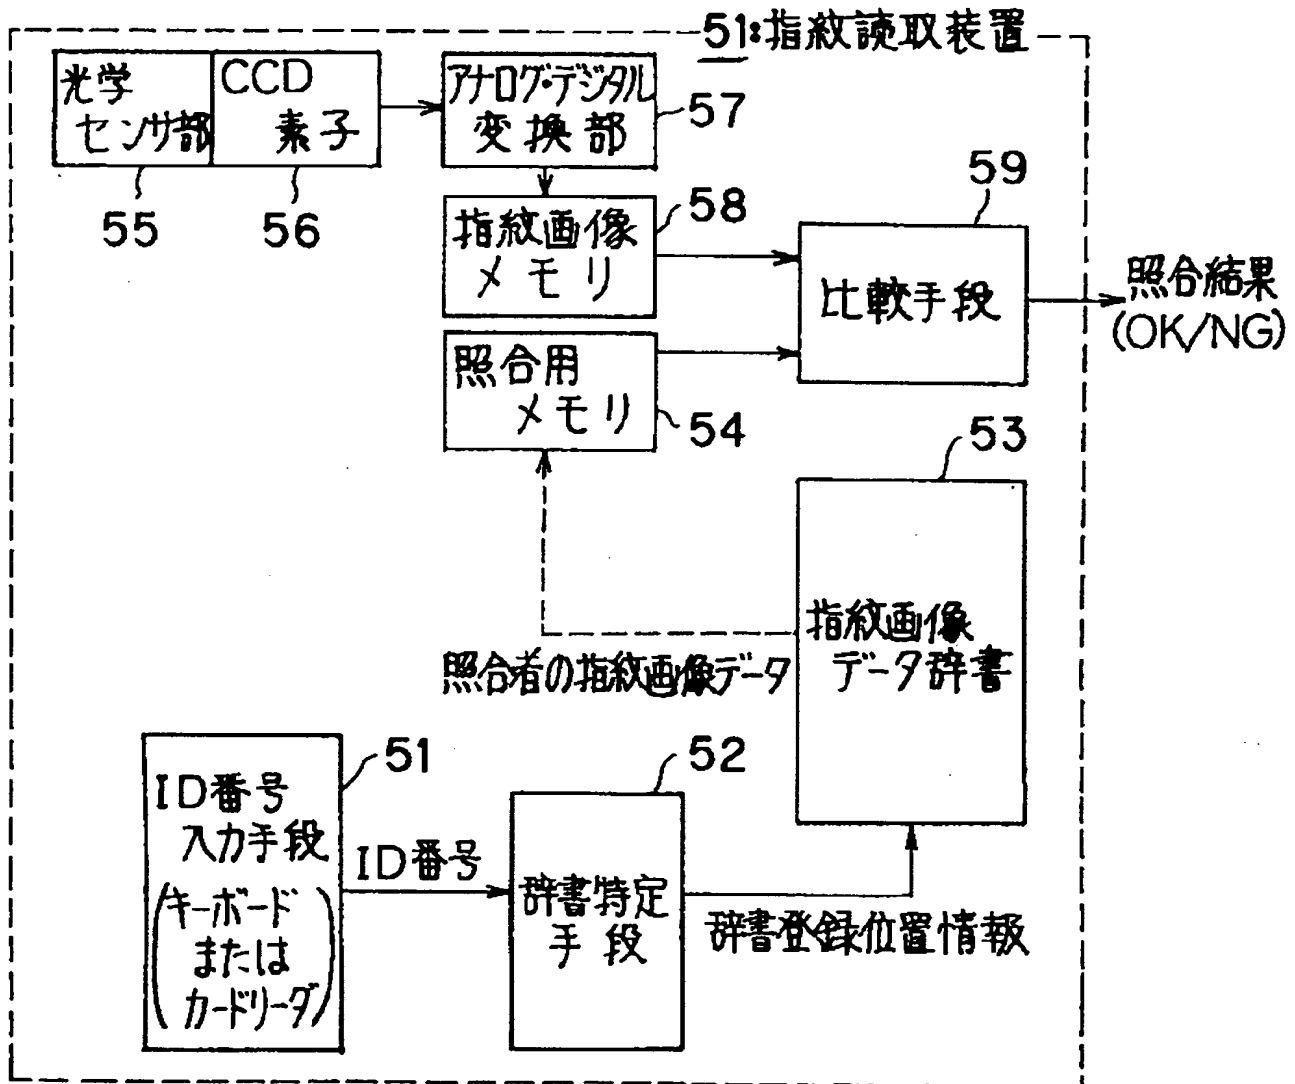 51:指紋読取装置
光学
センサ部
CCD
素子
アナログ・デジタル
変換部
57
55
56
指紋画像
メモリ
58
59
比較手段
照合結果
(OK/NG)
照合用
メモリ
54
53
指紋画像
データ辞書
照合者の指紋画像データ
51
ID番号
入力手段
(キーボード
または
カードリーダ)
ID番号
52
辞書特定
手段
辞書登録位置情報